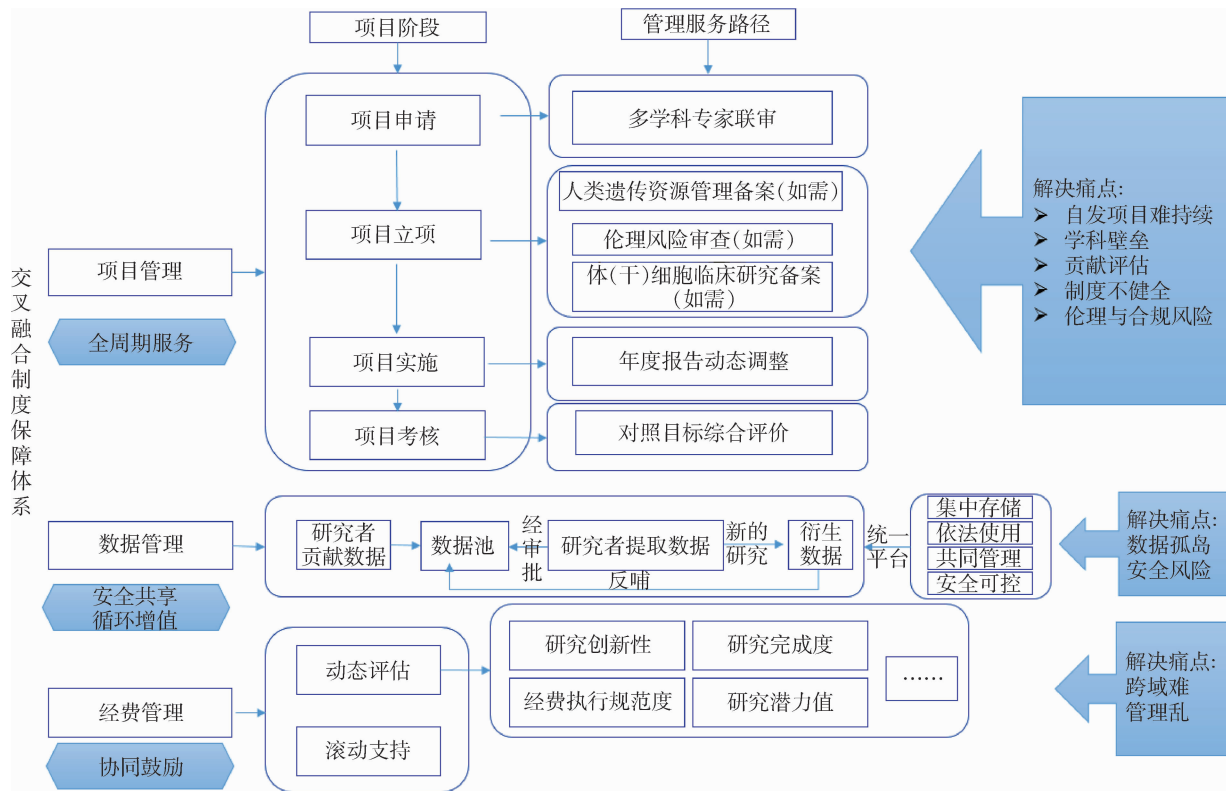 交叉融合制度保障体系
项目阶段
管理服务路径
项目管理
全周期服务
项目申请
多学科专家联审
项目立项
人类遗传资源管理备案(如需)
伦理风险审查(如需)
体(干)细胞临床研究备案
(如需)
项目实施
年度报告动态调整
项目考核
对照目标综合评价
解决痛点:
➤ 自发项目难持续
➤ 学科壁垒
➤ 贡献评估
➤ 制度不健全
➤ 伦理与合规风险
数据管理
安全共享
循环增值
研究者
贡献数据
数据池
经审批
研究者提取数据
新的
研究
衍生
数据
反哺
统一
平台
集中存储
依法使用
共同管理
安全可控
解决痛点:
数据孤岛
安全风险
经费管理
协同鼓励
动态评估
滚动支持
研究创新性
研究完成度
经费执行规范度
研究潜力值
……
解决痛点:
跨域难
管理乱